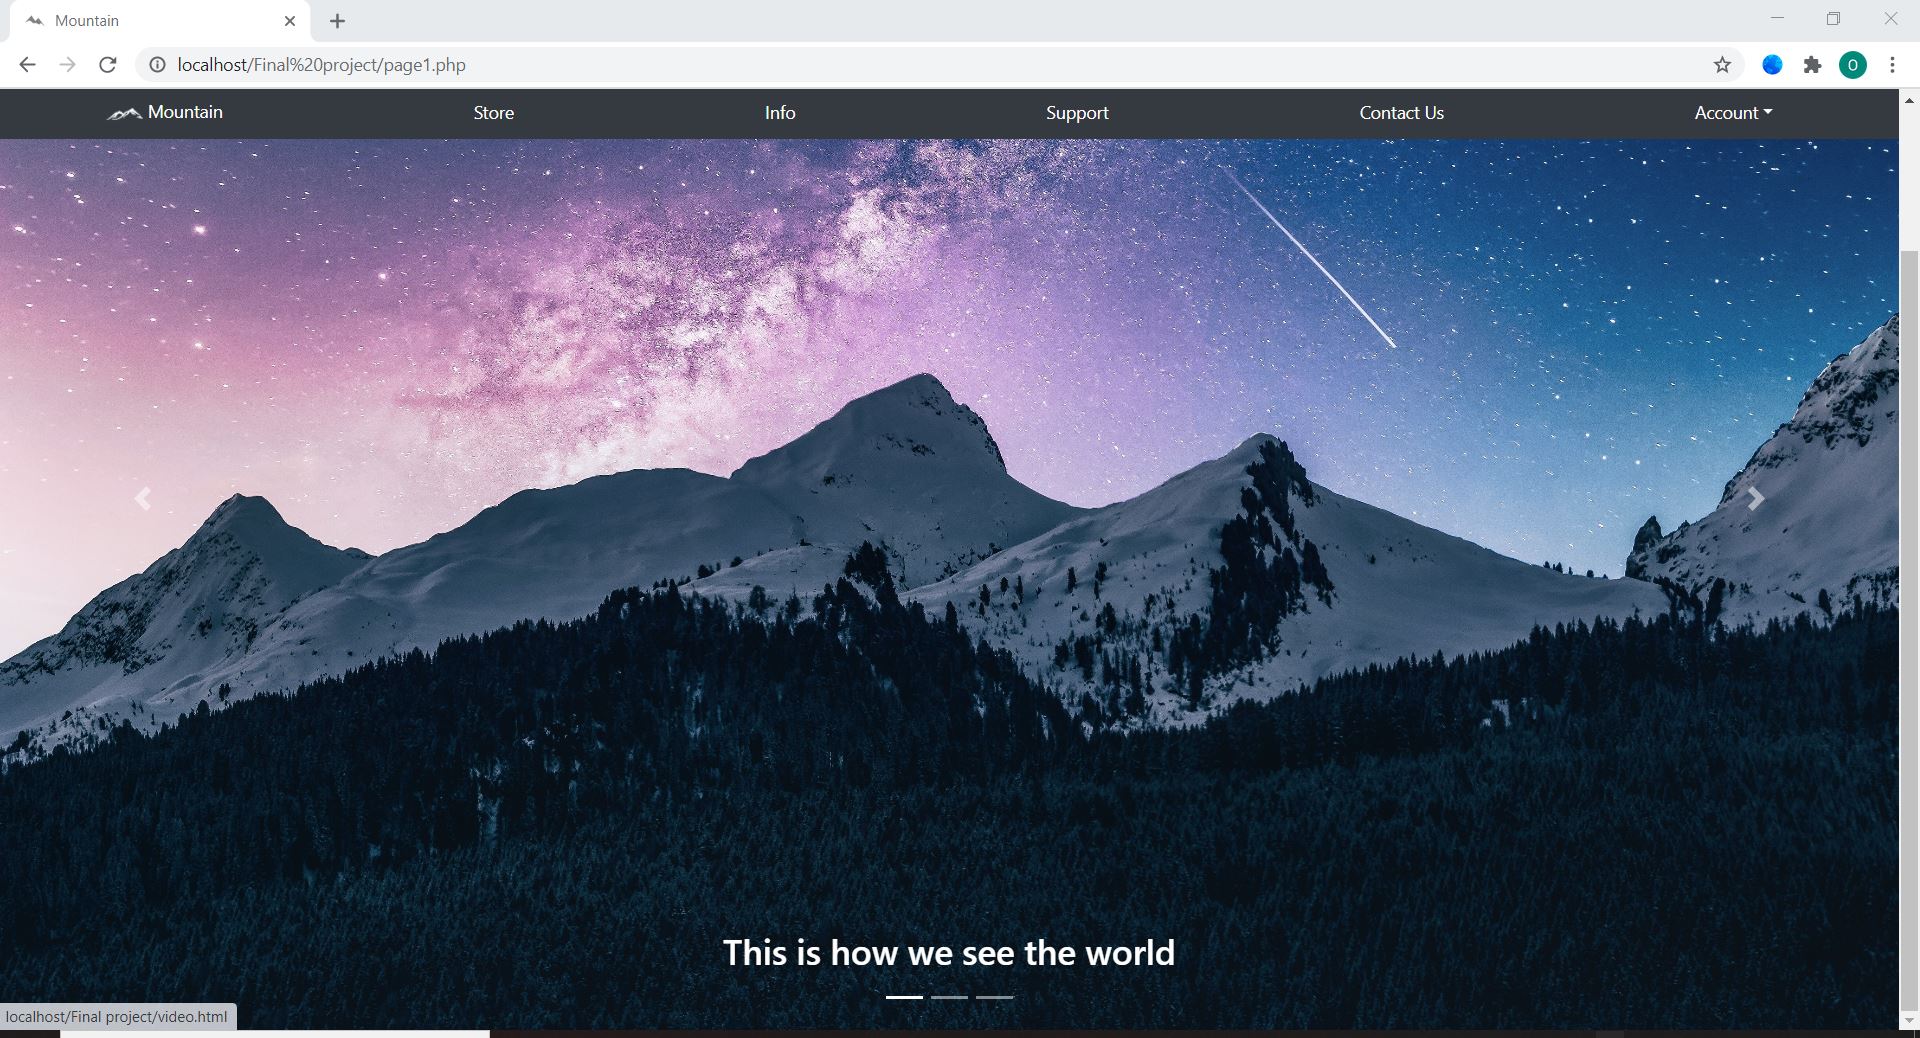 Mountain
localhost/Final%20project/page1.php
O
Mountain Store Info Support Contact Us Account
This is how we see the world
localhost/Final project/video.html